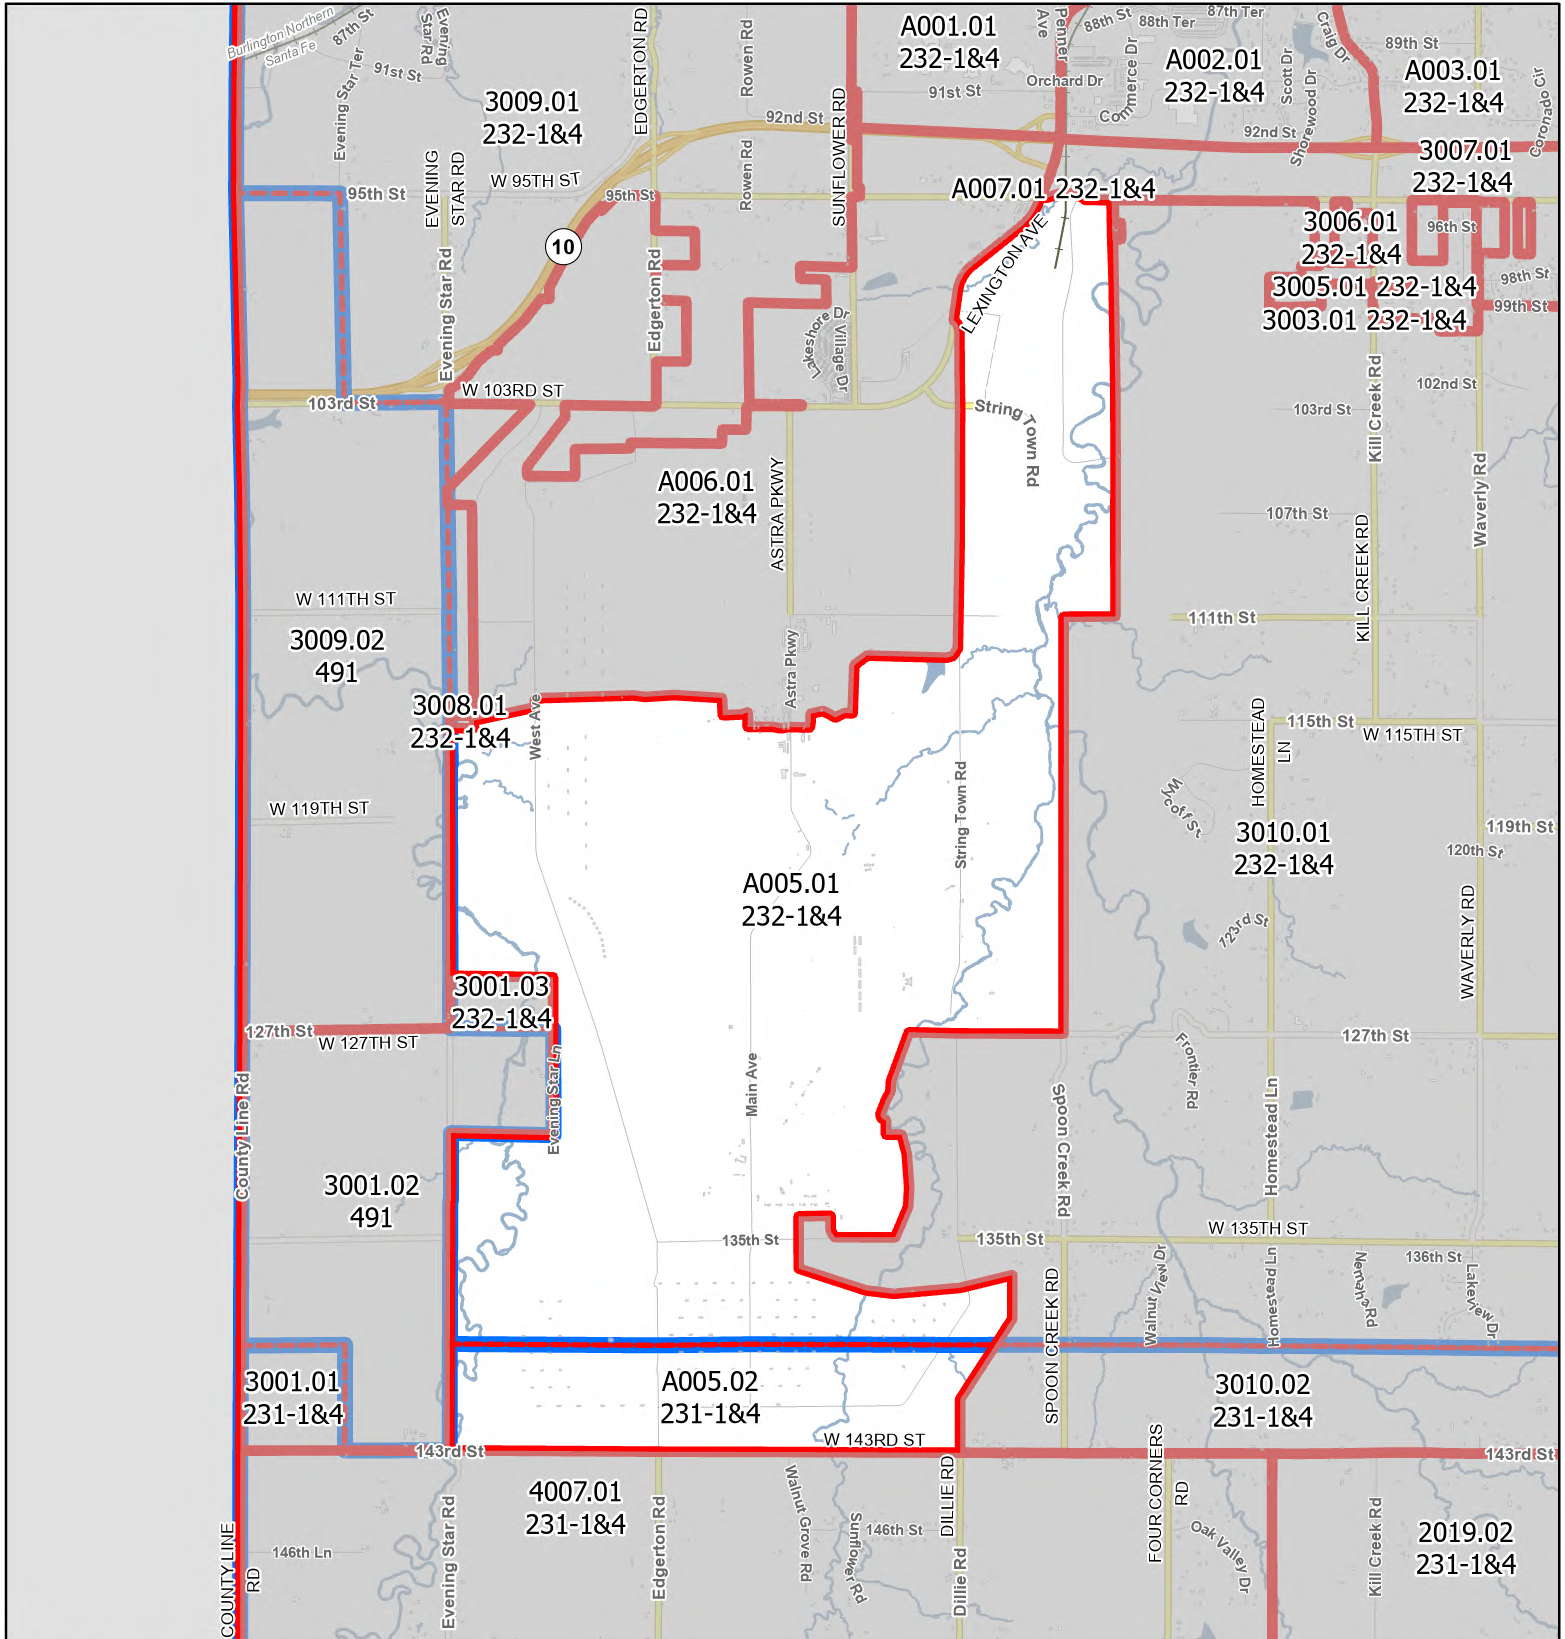 Burlington Northern
Santa Fe
87th St
Evening
Star Rd
91st St
Evening Star Ter
3009.01
232-1&4
EDGERTON RD
Rowen Rd
92nd St
SUNFLOWER RD
A001.01
232-1&4
91st St
Penner
Ave
88th St
88th Ter
87th Ter
Orchard Dr
Commerce Dr
A002.01
232-1&4
Scott Dr
Craig Dr
Shorewood Dr
89th St
A003.01
232-1&4
Coronado Cir
92nd St
3007.01
232-1&4
EVENING
STAR RD
W 95TH ST
95th St
95th St
Rowen Rd
A007.01 232-1&4
3006.01
232-1&4
96th St
3005.01 232-1&4
98th St
3003.01 232-1&4
99th St
10
Evening Star Rd
Edgerton Rd
LEXINGTON AVE
Lakeshore Dr
Village Dr
Kill Creek Rd
102nd St
W 103RD ST
103rd St
103rd St
String Town
Rd
Waverly Rd
A006.01
232-1&4
ASTRA PKWY
107th St
KILL CREEK RD
W 111TH ST
111th St
3009.02
491
Astra Pkwy
3008.01
232-1&4
West Ave
HOMESTEAD
LN
115th St
W 115TH ST
String Town Rd
W 119TH ST
Wycoff St
3010.01
232-1&4
119th St
120th St
A005.01
232-1&4
123rd St
WAVERLY RD
3001.03
232-1&4
127th St
W 127TH ST
127th St
Evening Star Ln
Main Ave
Frontier Rd
Spoon Creek Rd
Homestead Ln
County Line Rd
3001.02
491
135th St
135th St
W 135TH ST
136th St
Walnut View Dr
Homestead Ln
Nemaha Rd
Lakeview Dr
SPOON CREEK RD
3001.01
231-1&4
A005.02
231-1&4
3010.02
231-1&4
143rd St
W 143RD ST
143rd St
4007.01
231-1&4
Walnut Grove Rd
DILLIE RD
FOUR CORNERS
RD
Evening Star Rd
Edgerton Rd
Sunflower Rd
146th St
Dillie Rd
Oak Valley Dr
Kill Creek Rd
2019.02
231-1&4
146th Ln
COUNTY LINE
RD